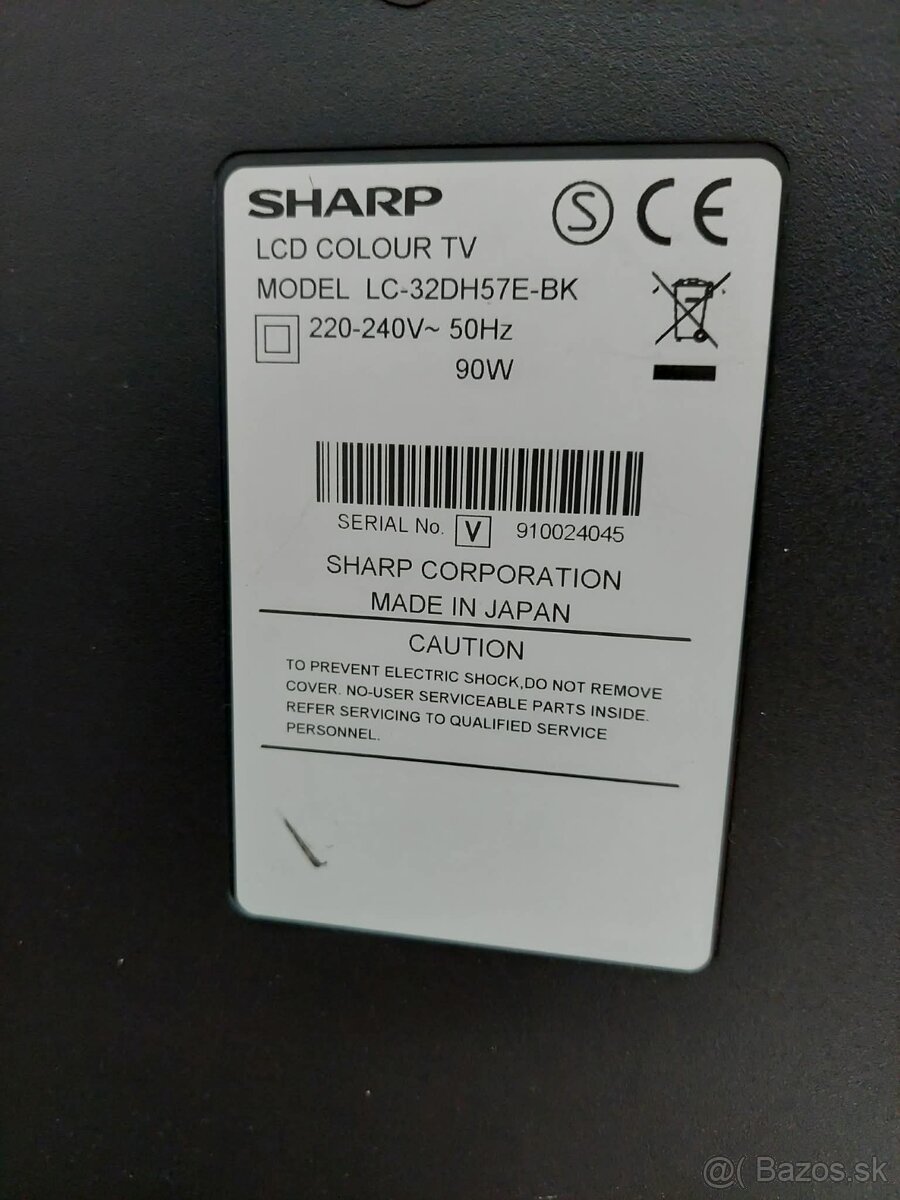 SHARP
S CE
LCD COLOUR TV
MODEL LC-32DH57E-BK
220-240V~ 50Hz
90W
SERIAL No. V 910024045
SHARP CORPORATION
MADE IN JAPAN
CAUTION
TO PREVENT ELECTRIC SHOCK,DO NOT REMOVE
COVER. NO-USER SERVICEABLE PARTS INSIDE.
REFER SERVICING TO QUALIFIED SERVICE
PERSONNEL.
@( Bazos.sk